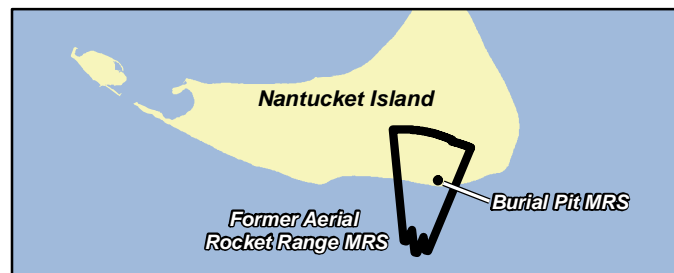 Nantucket Island
Burial Pit MRS
Former Aerial
Rocket Range MRS